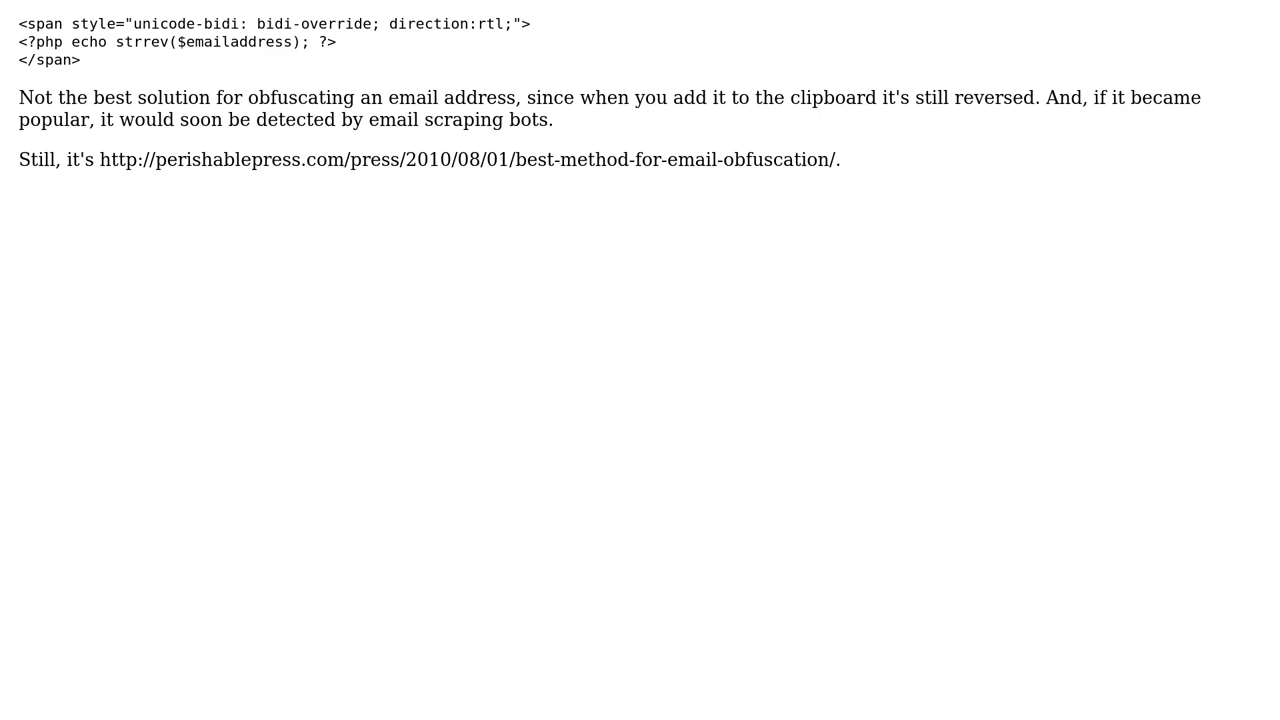 <span style="unicode-bidi: bidi-override; direction:rtl;">
<?php echo strrev($emailaddress); ?>
</span>
Not the best solution for obfuscating an email address, since when you add it to the clipboard it's still reversed. And, if it became
popular, it would soon be detected by email scraping bots.
Still, it's http://perishablepress.com/press/2010/08/01/best-method-for-email-obfuscation/.